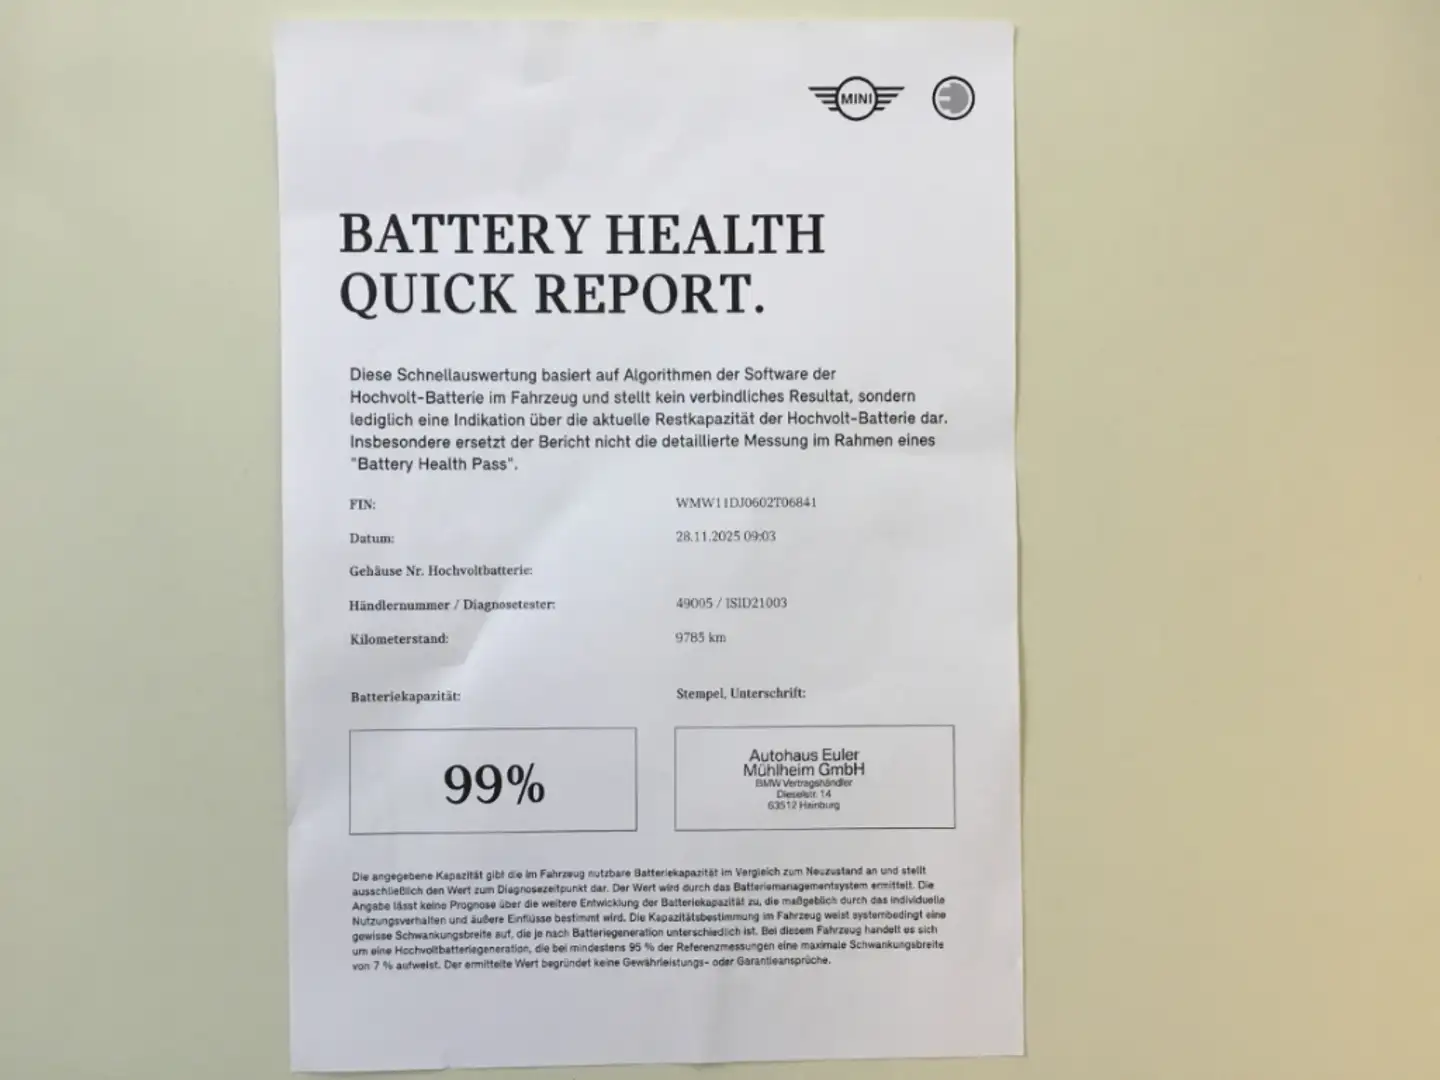 MINI
BATTERY HEALTH
QUICK REPORT.
Diese Schnellauswertung basiert auf Algorithmen der Software der
Hochvolt-Batterie im Fahrzeug und stellt kein verbindliches Resultat, sondern
lediglich eine Indikation über die aktuelle Restkapazität der Hochvolt-Batterie dar.
Insbesondere ersetzt der Bericht nicht die detaillierte Messung im Rahmen eines
"Battery Health Pass".
FIN: WMW11DJ0602T06841
Datum: 28.11.2025 09:03
Gehäuse Nr. Hochvoltbatterie:
Händlernummer / Diagnosetester: 49005 / ISID21003
Kilometerstand: 9785 km
Batteriekapazität: Stempel, Unterschrift:
99%
Autohaus Euler
Mühlheim GmbH
BMW Vertragshändler
Dieselstr. 14
63512 Hainburg
Die angegebene Kapazität gibt die im Fahrzeug nutzbare Batteriekapazität im Vergleich zum Neuzustand an und stellt
ausschließlich den Wert zum Diagnosezeitpunkt dar. Der Wert wird durch das Batteriemanagementsystem ermittelt. Die
Angabe lässt keine Prognose über die weitere Entwicklung der Batteriekapazität zu, die maßgeblich durch das individuelle
Nutzungsverhalten und äußere Einflüsse bestimmt wird. Die Kapazitätsbestimmung im Fahrzeug weist systembedingt eine
gewisse Schwankungsbreite auf, die je nach Batteriegeneration unterschiedlich ist. Bei diesem Fahrzeug handelt es sich
um eine Hochvoltbatteriegeneration, die bei mindestens 95 % der Referenzmessungen eine maximale Schwankungsbreite
von 7 % aufweist. Der ermittelte Wert begründet keine Gewährleistungs- oder Garantieansprüche.